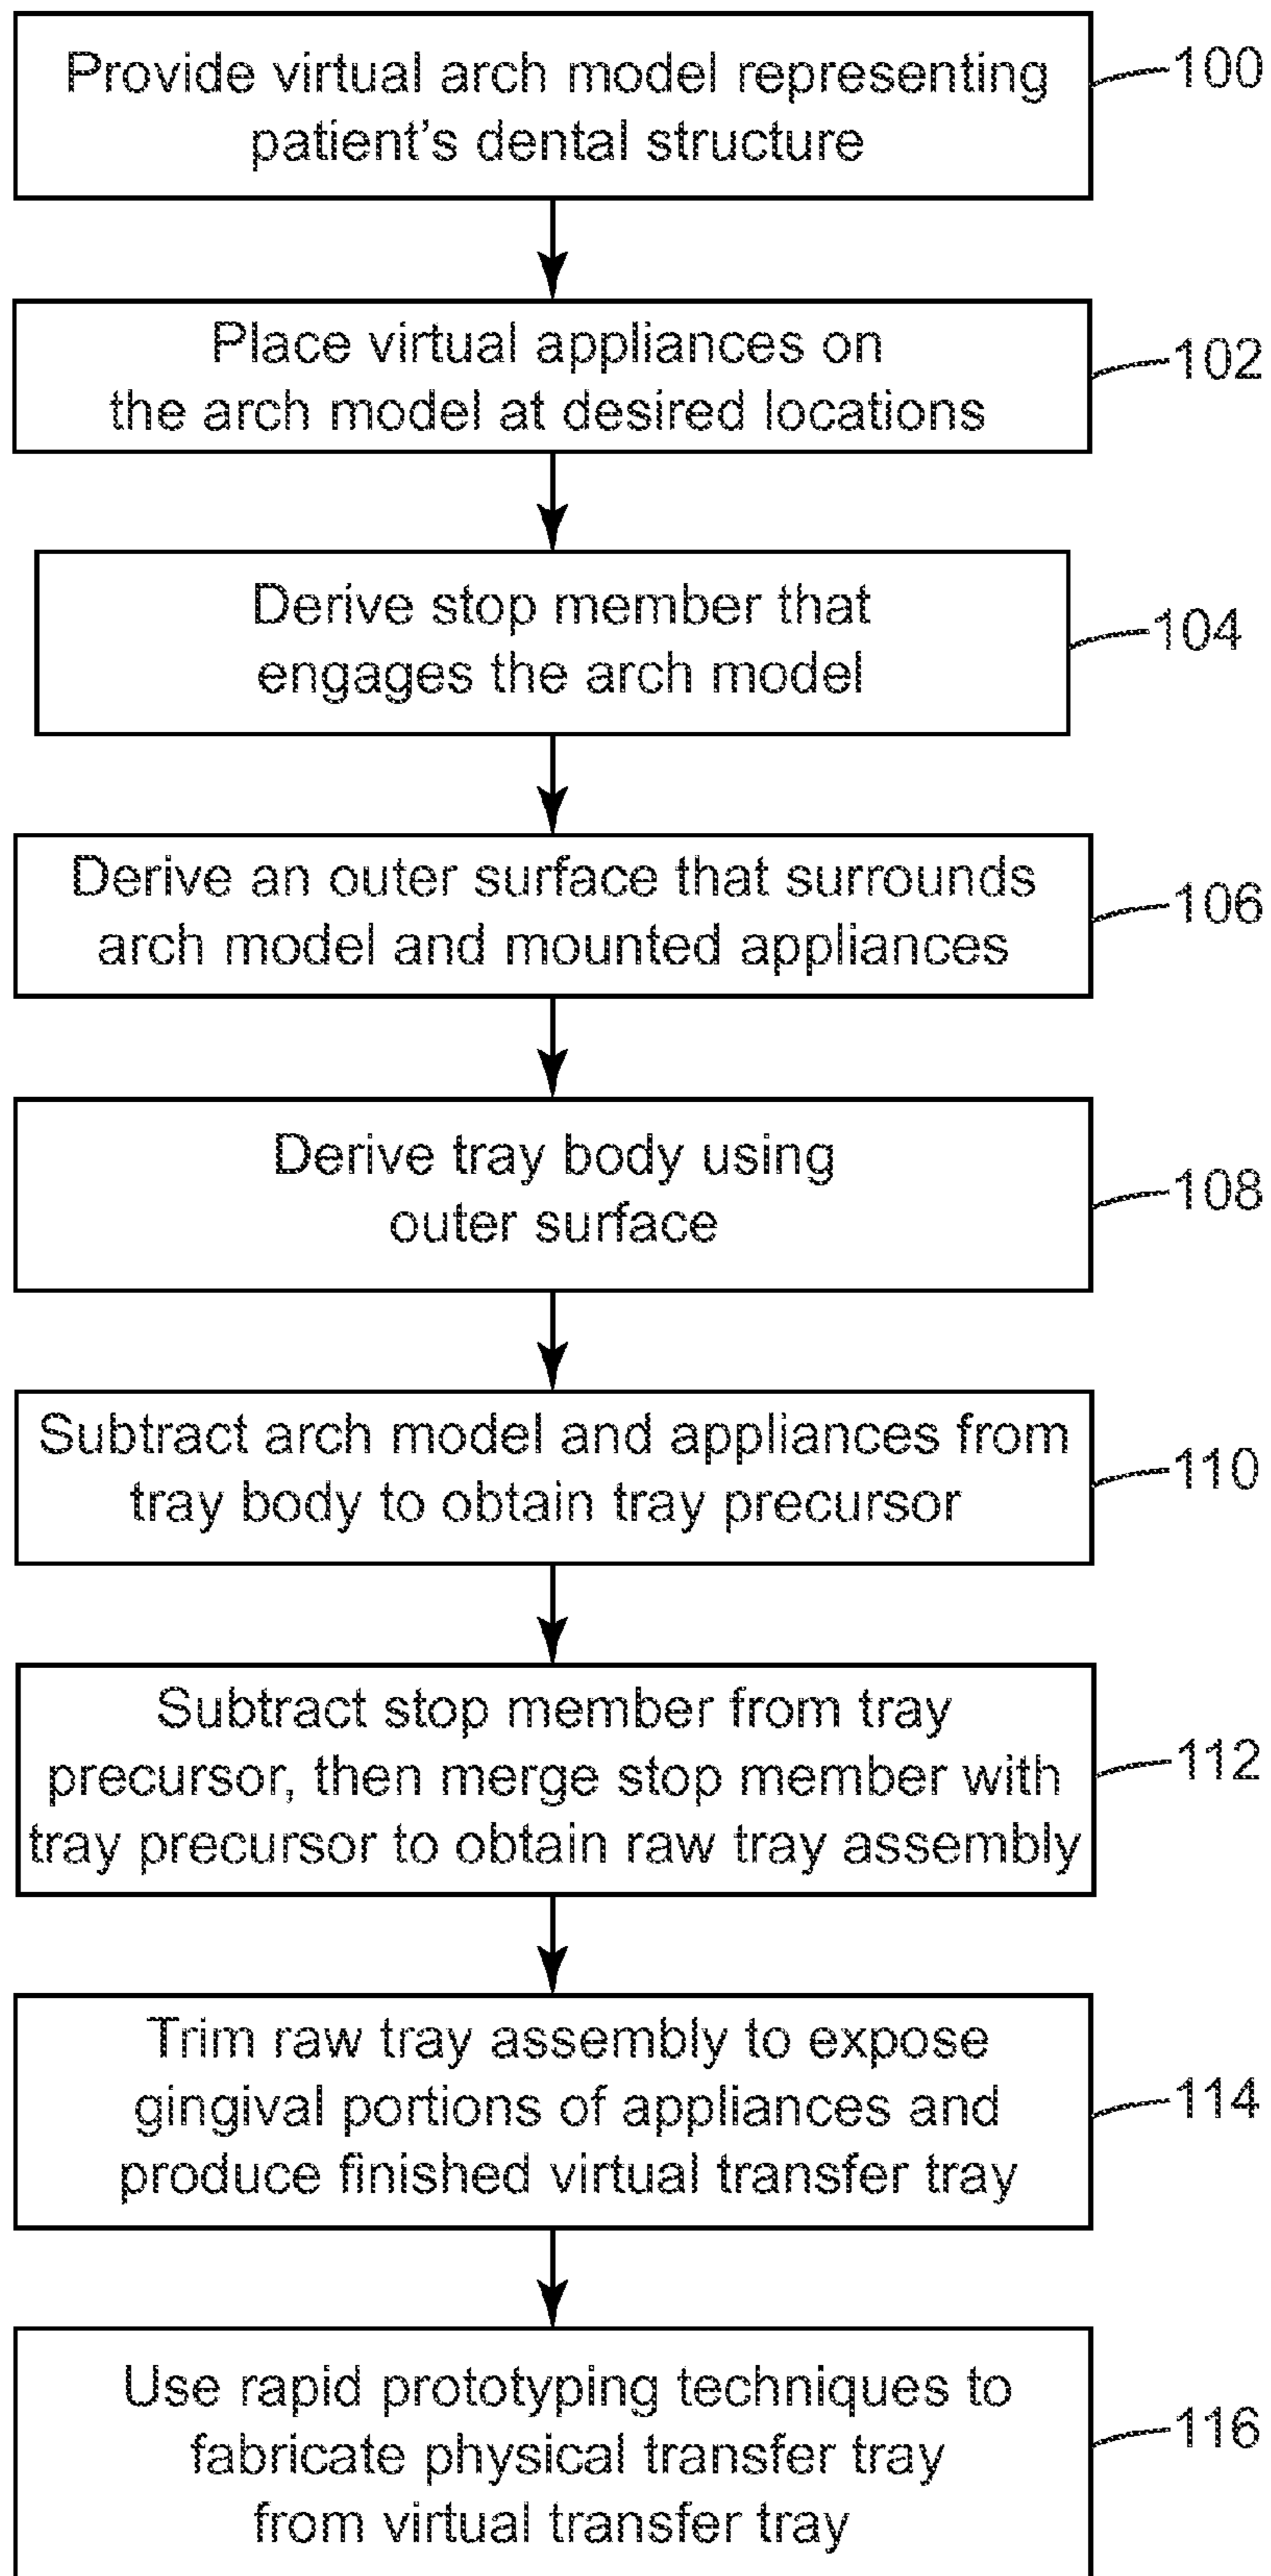 Provide virtual arch model representing
patient's dental structure
100
Place virtual appliances on
the arch model at desired locations
102
Derive stop member that
engages the arch model
104
Derive an outer surface that surrounds
arch model and mounted appliances
106
Derive tray body using
outer surface
108
Subtract arch model and appliances from
tray body to obtain tray precursor
110
Subtract stop member from tray
precursor, then merge stop member with
tray precursor to obtain raw tray assembly
112
Trim raw tray assembly to expose
gingival portions of appliances and
produce finished virtual transfer tray
114
Use rapid prototyping techniques to
fabricate physical transfer tray
from virtual transfer tray
116